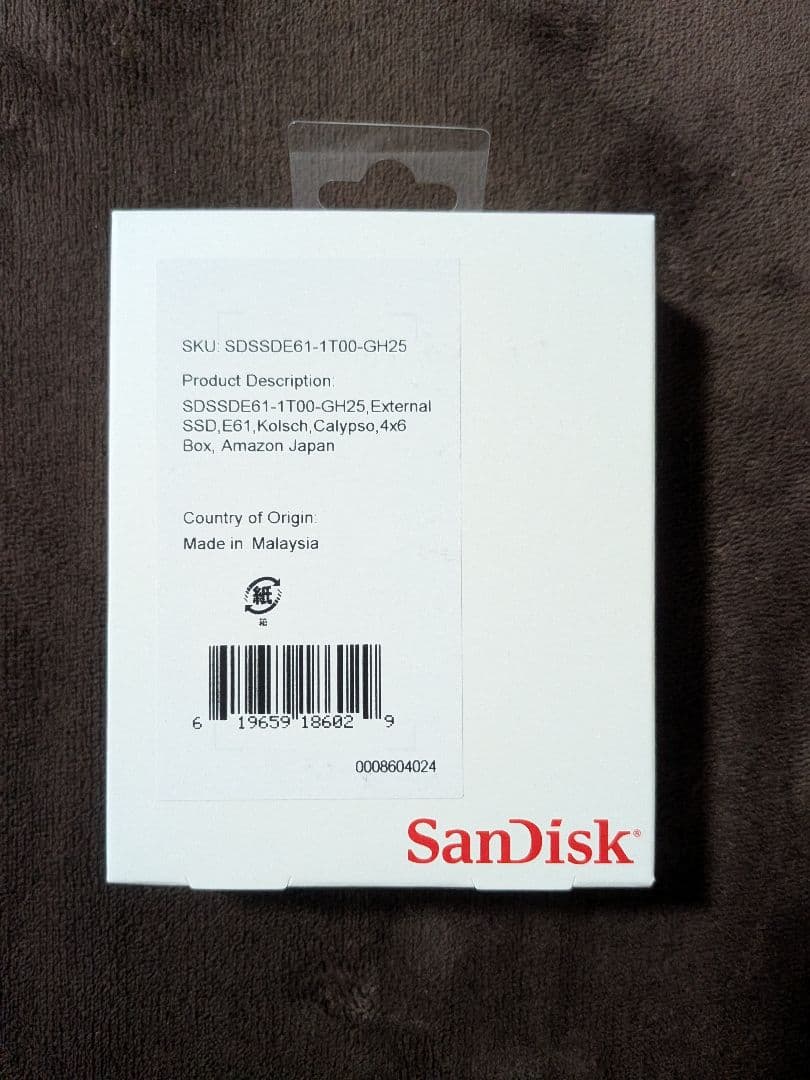 SKU: SDSSDE61-1T00-GH25
Product Description:
SDSSDE61-1T00-GH25,External
SSD,E61,Kolsch,Calypso,4x6
Box, Amazon Japan
Country of Origin:
Made in Malaysia
紙
箱
6 19659 18602 9
0008604024
SanDisk®